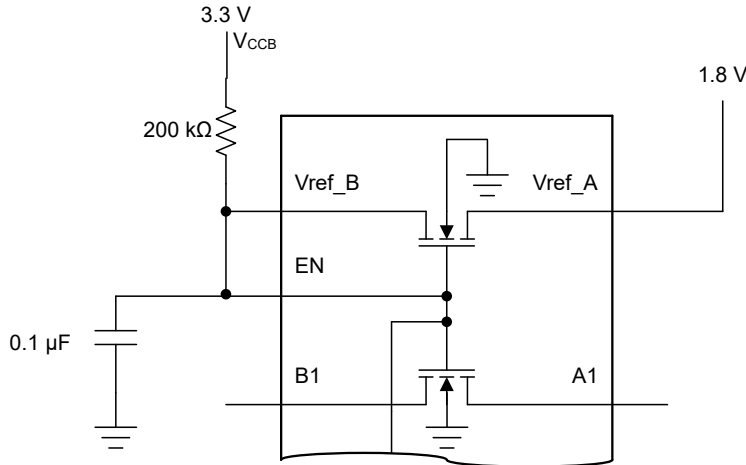 3.3 V
VCCB
1.8 V
200 kΩ
Vref_B
Vref_A
EN
0.1 µF
B1
A1